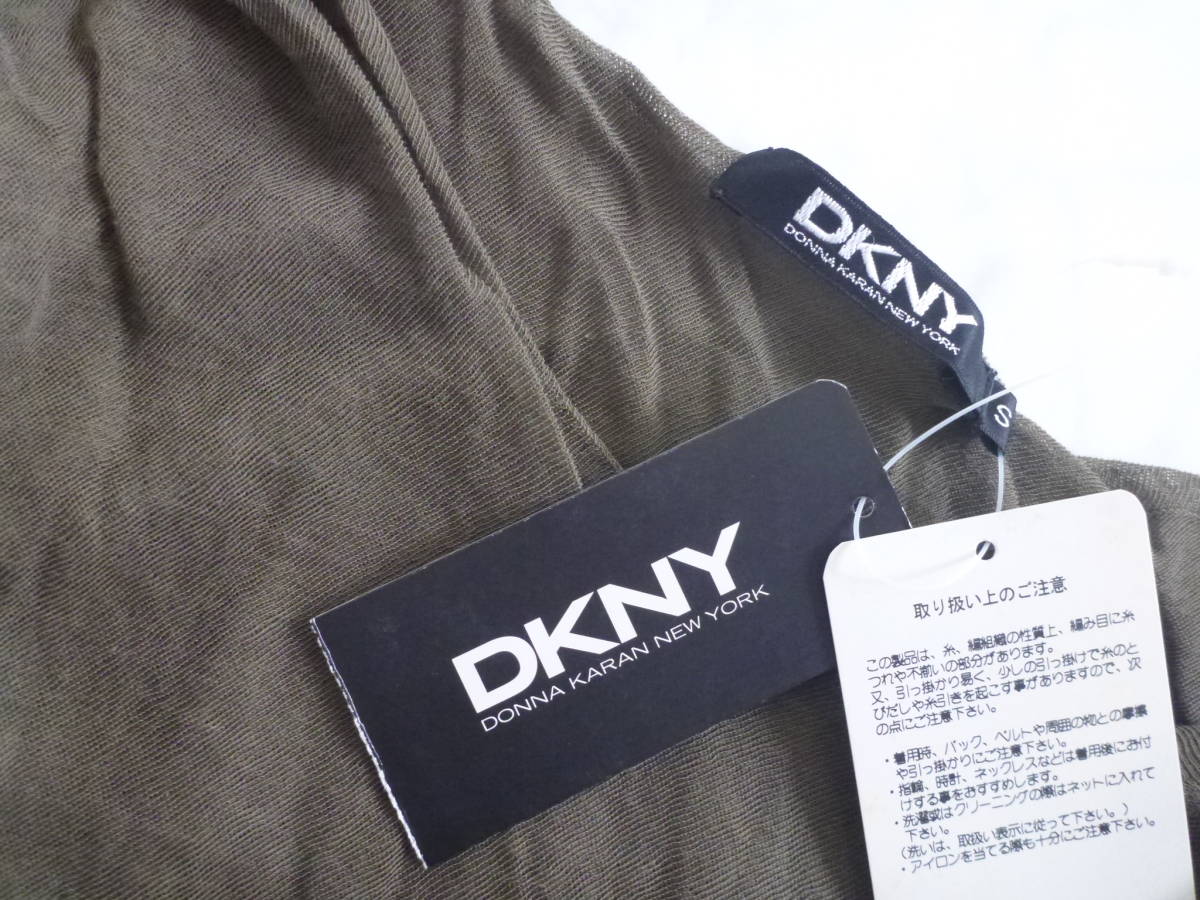 DKNY
DONNA KARAN NEW YORK
S
DKNY
DONNA KARAN NEW YORK
取り扱い上のご注意
この製品は、糸、編組織の性質上、編み目に糸
つれや不揃いの部分があります。
又、引っ掛かり易く、少しの引っ掛けで糸のと
びだしや糸引きを起こす事がありますので、次
の点にご注意下さい。
・着用時、バック、ベルトや周囲の物との摩擦
や引っ掛かりにご注意下さい。
・指輪、時計、ネックレスなどは着用後にお付
けする事をおすすめします。
・洗濯或はクリーニングの際はネットに入れて
下さい。
(洗いは、取扱い表示に従って下さい。)
・アイロンを当てる際も十分にご注意下さい。